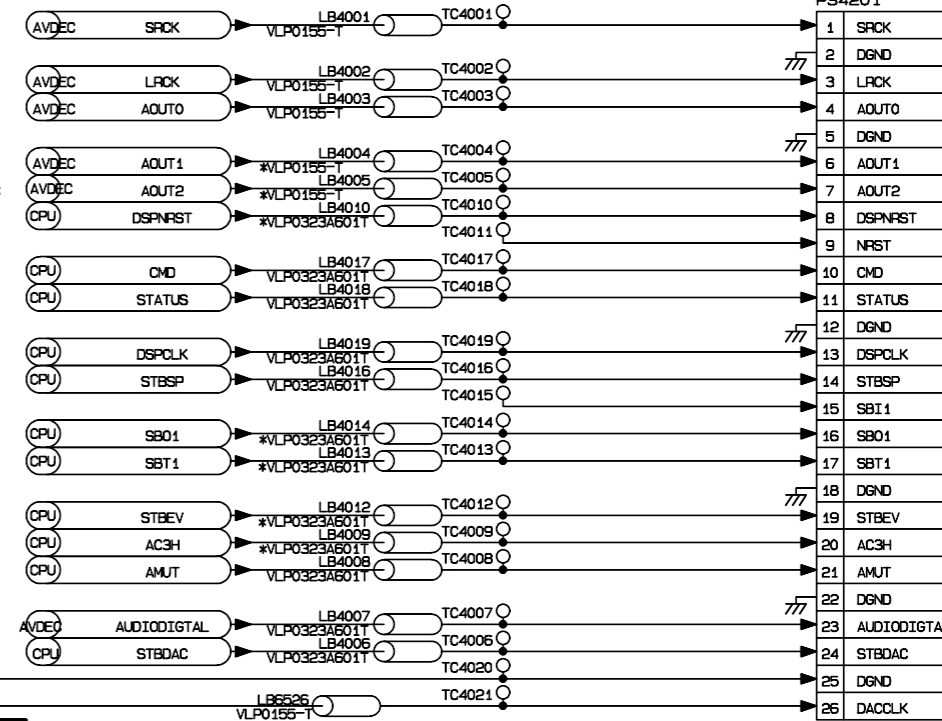 PS4201
AVDEC SRCK LB4001 VLP0155-T TC4001 1 SRCK
2 DGND
AVDEC LRCK LB4002 VLP0155-T TC4002 3 LRCK
AVDEC AOUT0 LB4003 VLP0155-T TC4003 4 AOUT0
5 DGND
AVDEC AOUT1 LB4004 *VLP0155-T TC4004 6 AOUT1
AVDEC AOUT2 LB4005 *VLP0155-T TC4005 7 AOUT2
CPU DSPNRST LB4010 *VLP0323A601T TC4010 8 DSPNRST
TC4011 9 NRST
CPU CMD LB4017 VLP0323A601T TC4017 10 CMD
CPU STATUS LB4018 VLP0323A601T TC4018 11 STATUS
12 DGND
CPU DSPCLK LB4019 VLP0323A601T TC4019 13 DSPCLK
CPU STBSP LB4016 VLP0323A601T TC4016 14 STBSP
TC4015 15 SBI1
CPU SBO1 LB4014 *VLP0323A601T TC4014 16 SBO1
CPU SBT1 LB4013 *VLP0323A601T TC4013 17 SBT1
18 DGND
CPU STBEV LB4012 *VLP0323A601T TC4012 19 STBEV
CPU AC3H LB4009 *VLP0323A601T TC4009 20 AC3H
CPU AMUT LB4008 VLP0323A601T TC4008 21 AMUT
22 DGND
AVDEC AUDIODIGTAL LB4007 VLP0323A601T TC4007 23 AUDIODIGTA
CPU STBDAC LB4006 VLP0323A601T TC4006 24 STBDAC
TC4020 25 DGND
LB6526 VLP0155-T TC4021 26 DACCLK